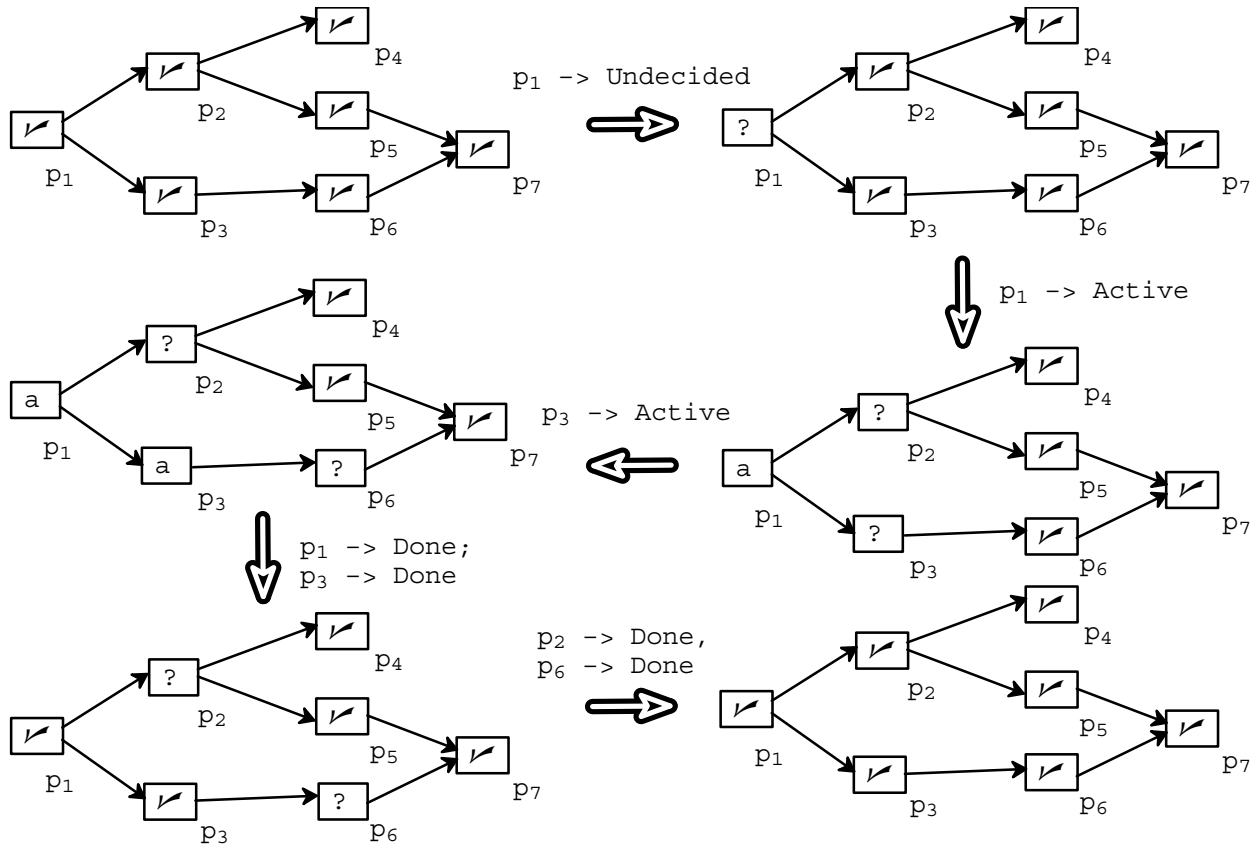 p₄
p₂
p₅
p₁
p₇
p₃
p₆
p₁ -> Undecided
p₄
p₂
?
p₅
p₁
p₇
p₃
p₆
p₁ -> Active
p₄
?
p₂
a
p₅
p₁
p₇
?
p₃
p₆
p₃ -> Active
p₄
?
p₂
a
p₅
p₁
p₇
a
?
p₃
p₆
p₁ -> Done;
p₃ -> Done
p₄
?
p₂
p₅
p₁
p₇
?
p₃
p₆
p₂ -> Done,
p₆ -> Done
p₄
p₂
p₅
p₁
p₇
p₃
p₆